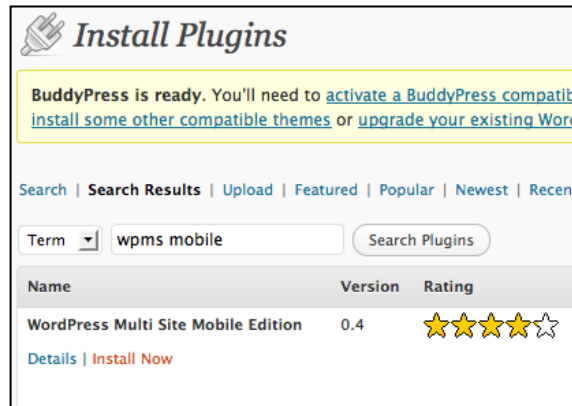 Install Plugins
BuddyPress is ready. You'll need to activate a BuddyPress compatib
install some other compatible themes or upgrade your existing Wor
Search | Search Results | Upload | Featured | Popular | Newest | Recen
Term wpms mobile Search Plugins
Name Version Rating
WordPress Multi Site Mobile Edition 0.4
Details | Install Now